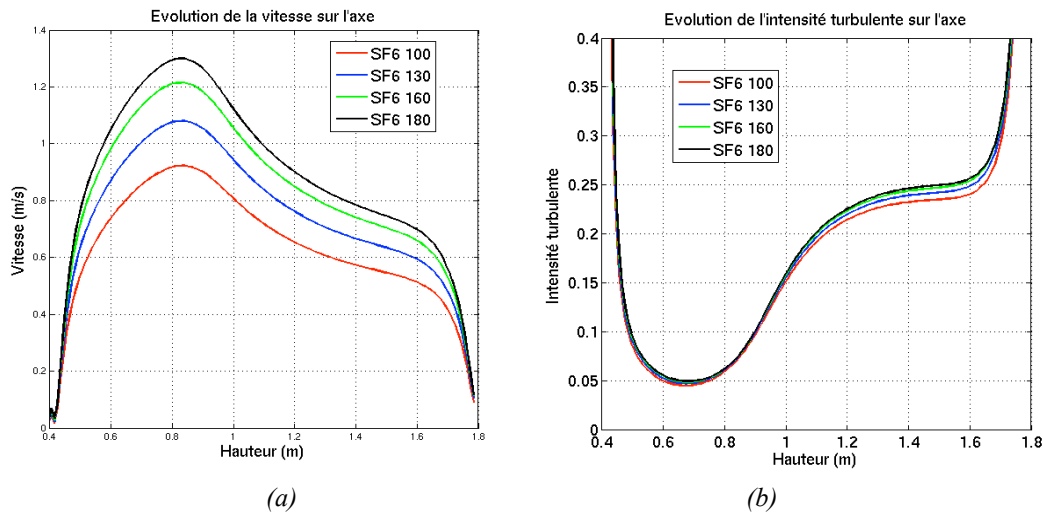 Evolution de la vitesse sur l'axe
1.4
1.2
1
0.8
0.6
0.4
0.2
0
Vitesse (m/s)
SF6 100
SF6 130
SF6 160
SF6 180
0.4 0.6 0.8 1 1.2 1.4 1.6 1.8
Hauteur (m)
(a)
Evolution de l'intensité turbulente sur l'axe
0.4
0.35
0.3
0.25
0.2
0.15
0.1
0.05
0
Intensité turbulente
SF6 100
SF6 130
SF6 160
SF6 180
0.4 0.6 0.8 1 1.2 1.4 1.6 1.8
Hauteur (m)
(b)